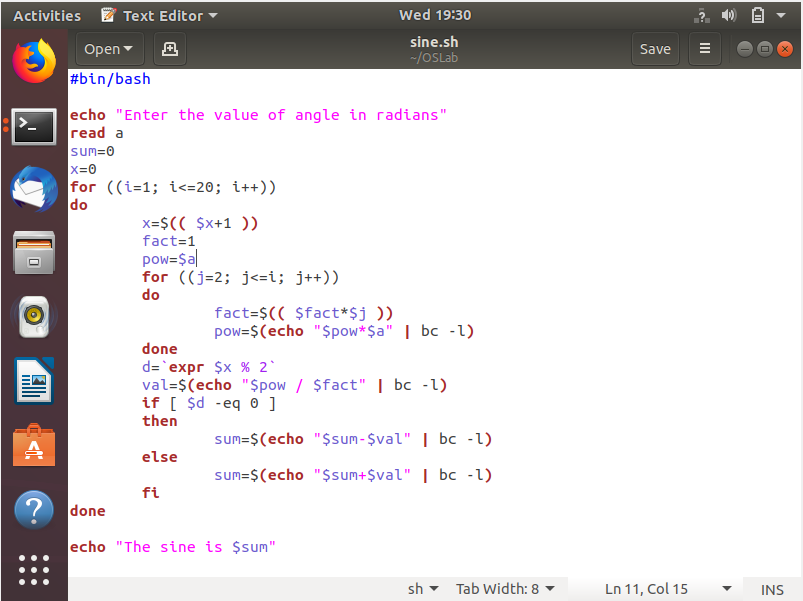 Activities Text Editor Wed 19:30
Open sine.sh Save
~/OSLab
#bin/bash
echo "Enter the value of angle in radians"
read a
sum=0
x=0
for ((i=1; i<=20; i++))
do
x=$(( $x+1 ))
fact=1
pow=$a
for ((j=2; j<=i; j++))
do
fact=$(( $fact*$j ))
pow=$(echo "$pow*$a" | bc -l)
done
d=`expr $x % 2`
val=$(echo "$pow / $fact" | bc -l)
if [ $d -eq 0 ]
then
sum=$(echo "$sum-$val" | bc -l)
else
sum=$(echo "$sum+$val" | bc -l)
fi
done
echo "The sine is $sum"
sh Tab Width: 8 Ln 11, Col 15 INS